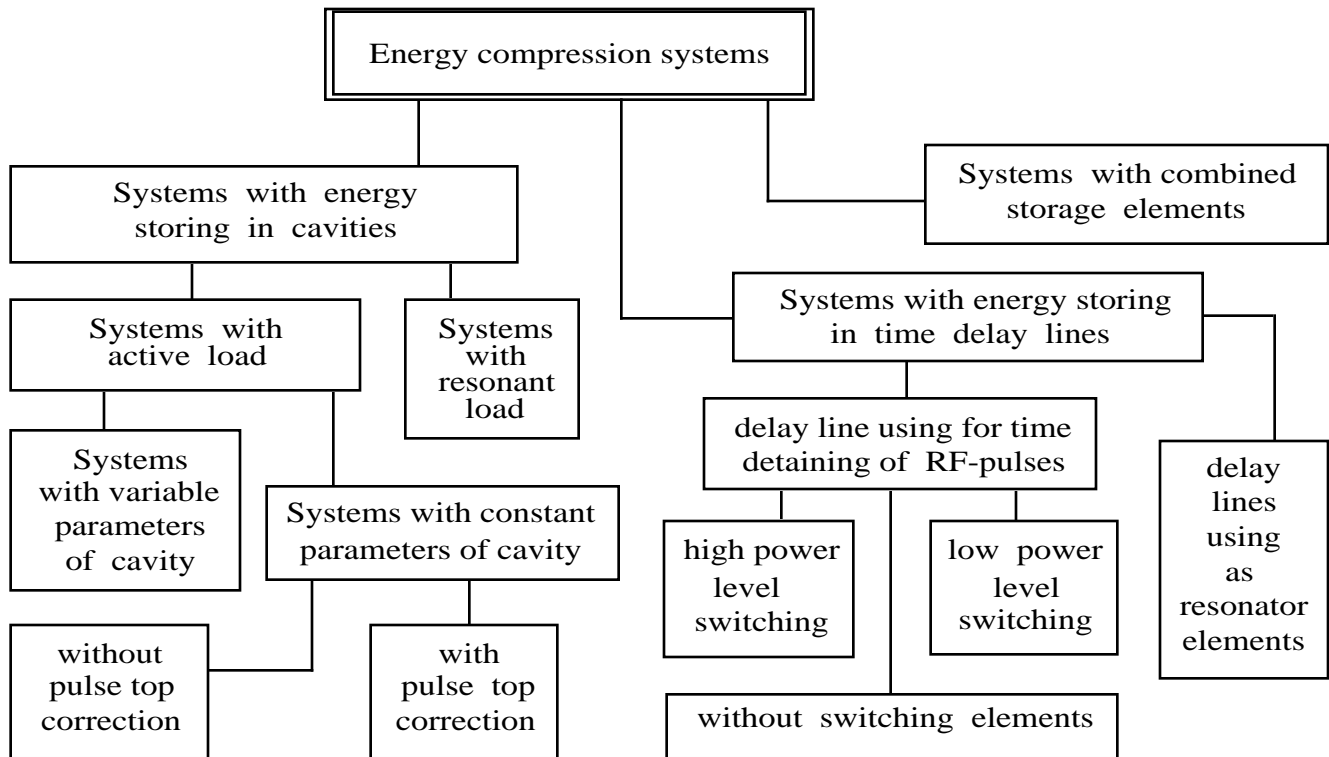 Energy compression systems
Systems with energy
storing in cavities
Systems with combined
storage elements
Systems with energy storing
in time delay lines
Systems with
active load
Systems
with
resonant
load
delay line using for time
detaining of RF-pulses
delay
lines
using
as
resonator
elements
Systems
with variable
parameters
of cavity
Systems with constant
parameters of cavity
high power
level
switching
low power
level
switching
without
pulse top
correction
with
pulse top
correction
without switching elements